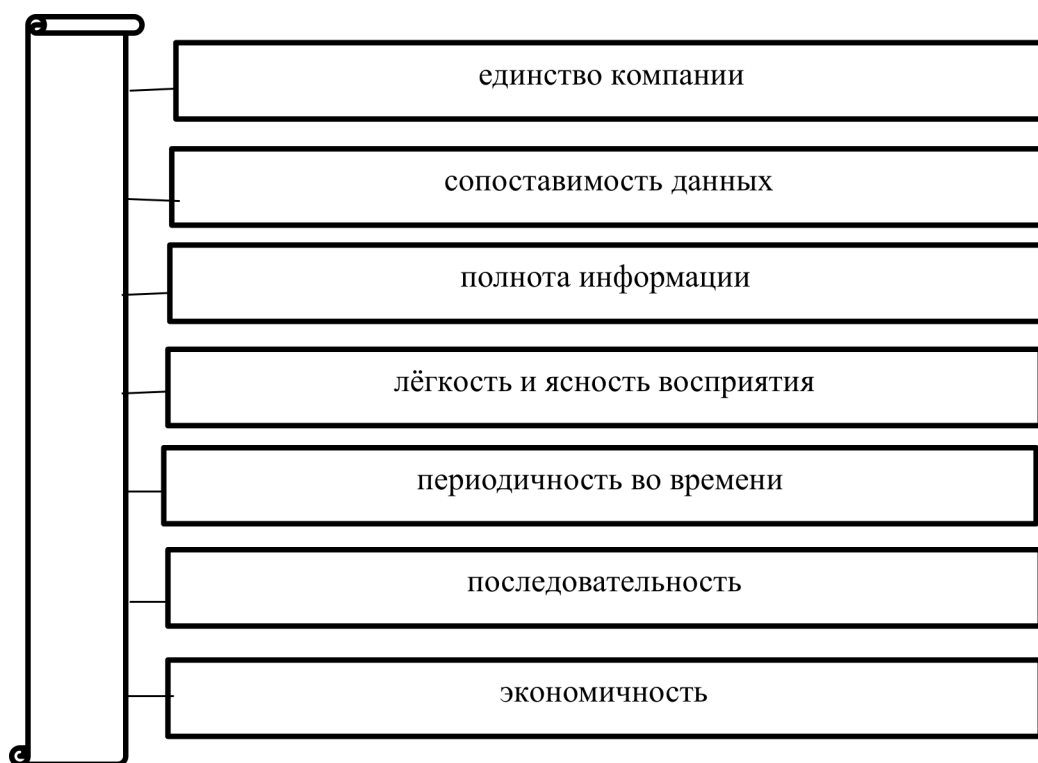 единство компании
сопоставимость данных
полнота информации
лёгкость и ясность восприятия
периодичность во времени
последовательность
экономичность